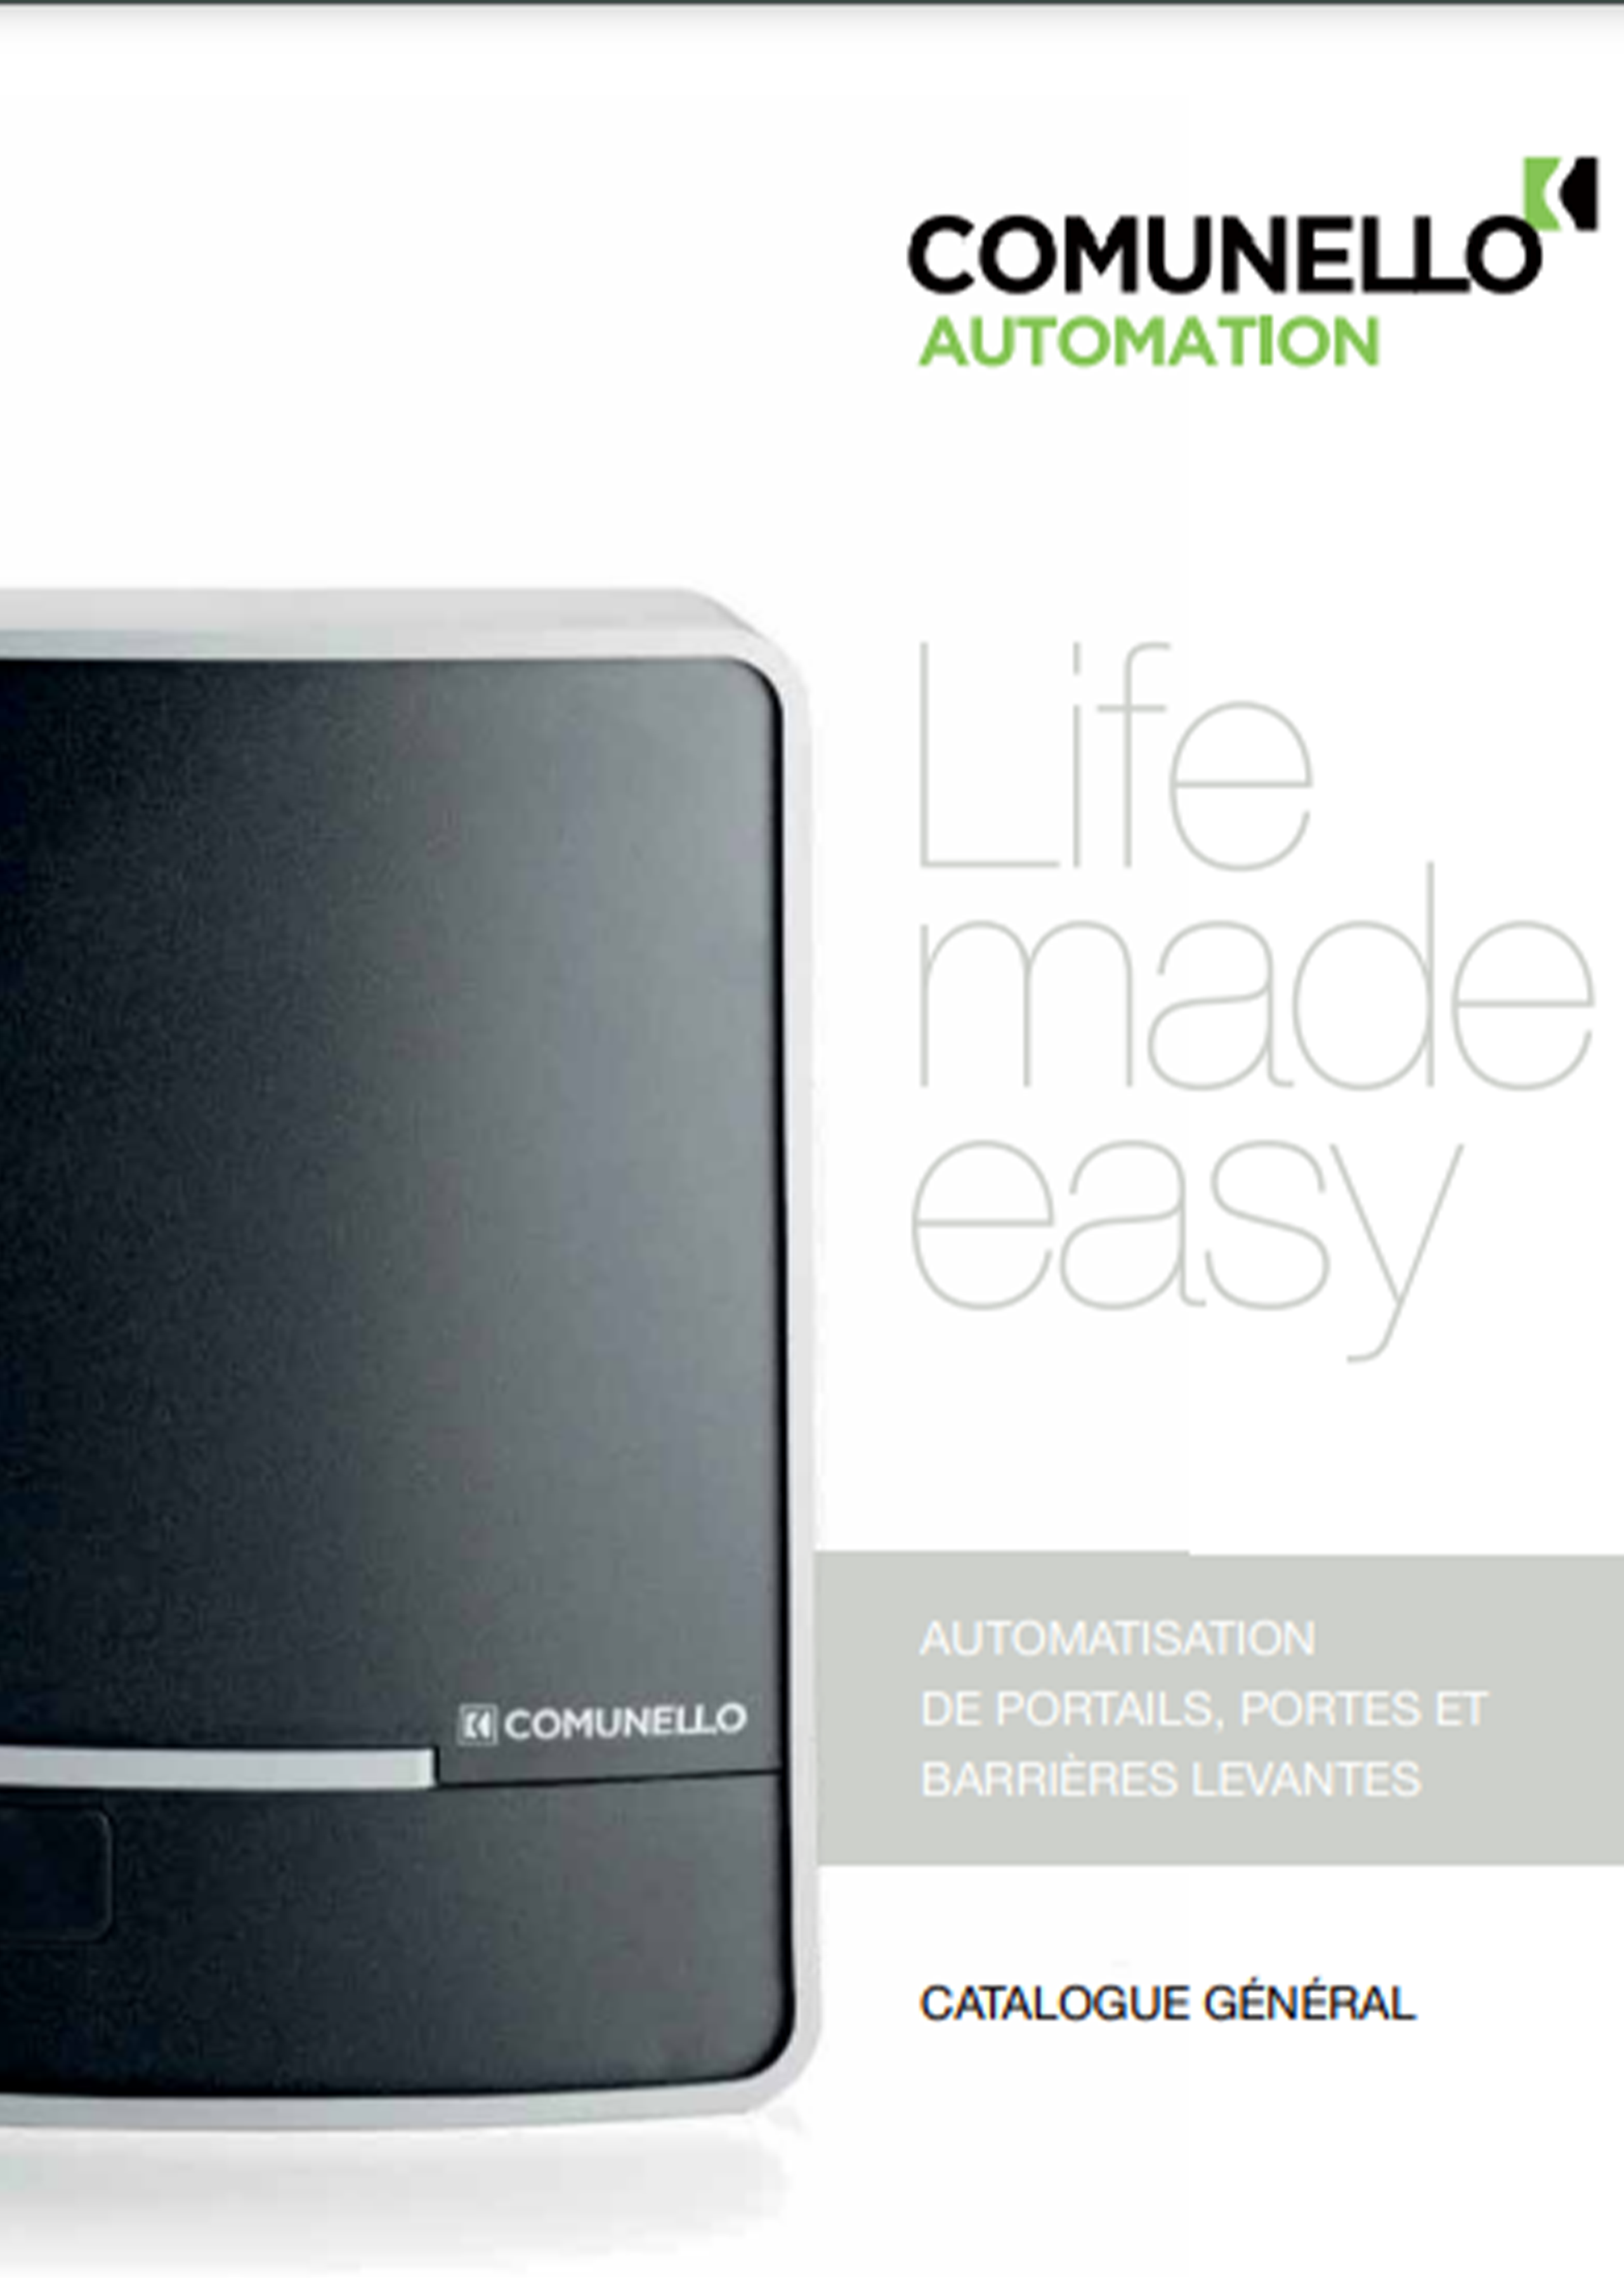 COMUNELLO
AUTOMATION
Life
made
easy
COMUNELLO
AUTOMATISATION
DE PORTAILS, PORTES ET
BARRIÈRES LEVANTES
CATALOGUE GÉNÉRAL